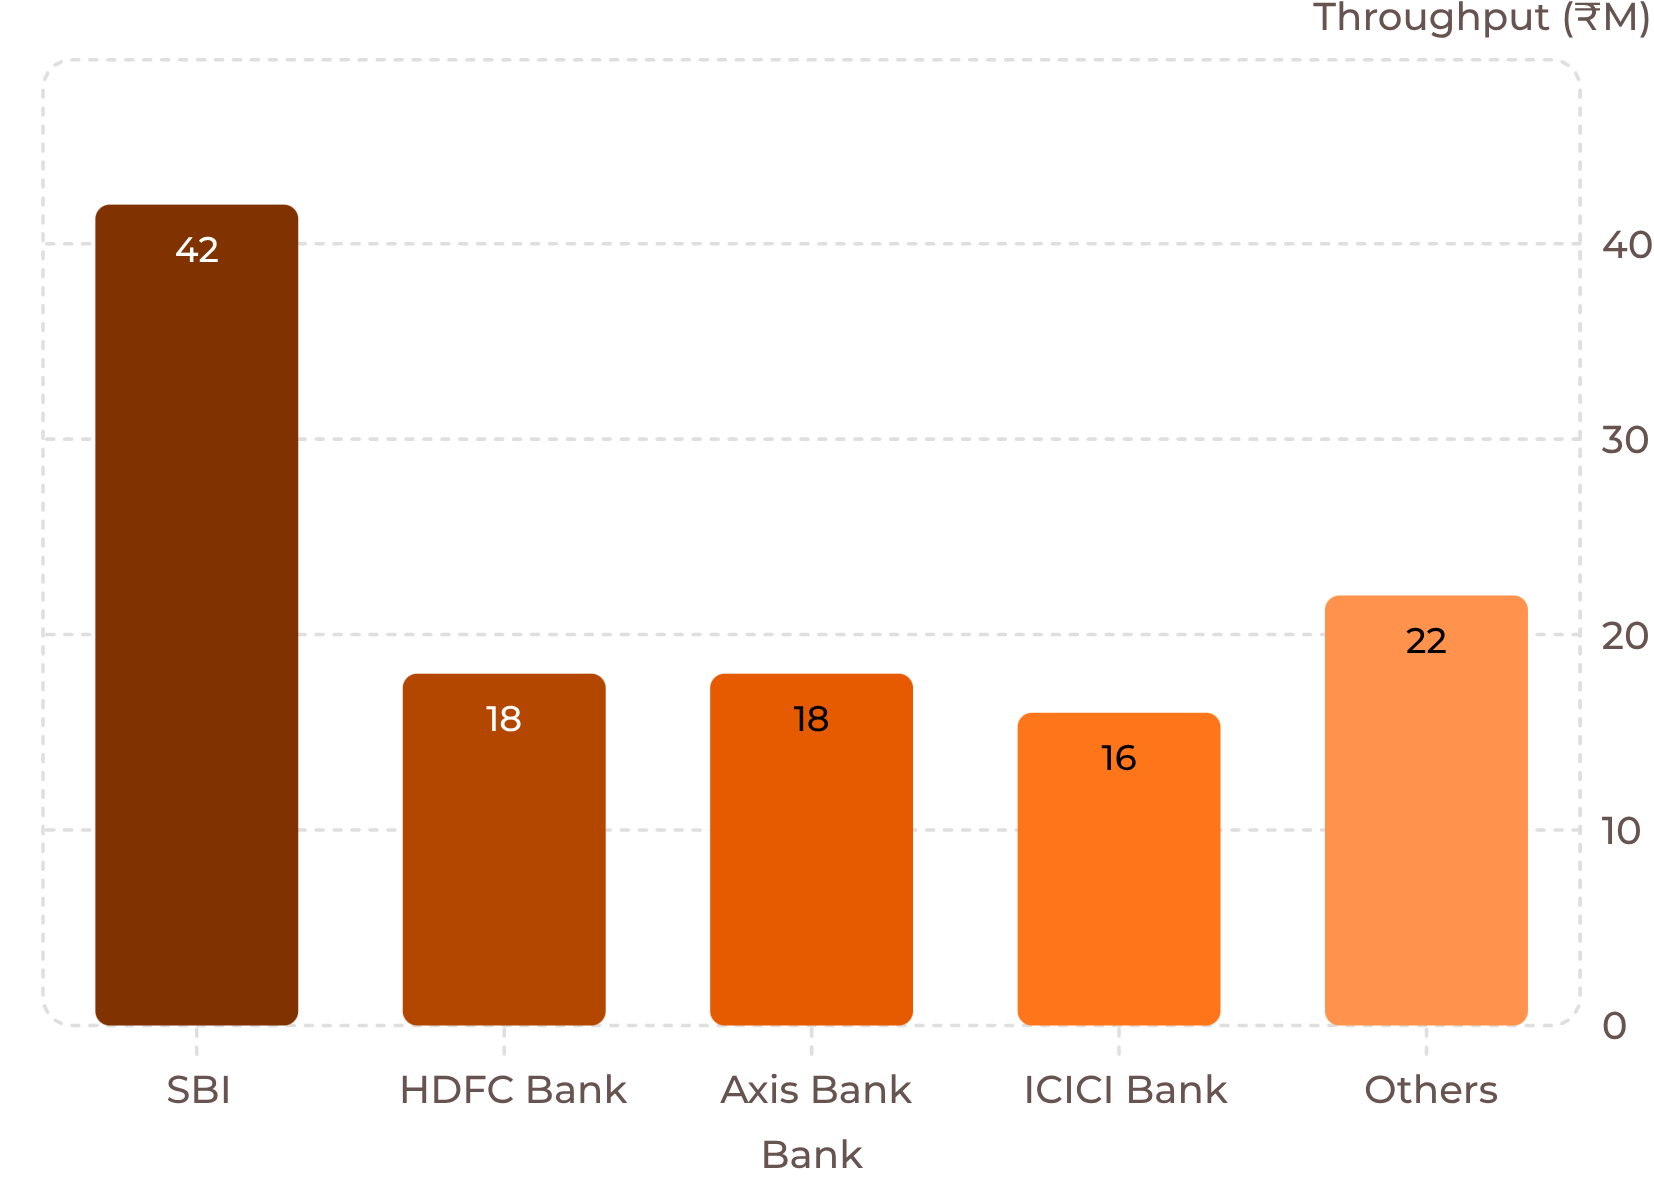 Throughput (₹M)
42
40
30
22
20
18
18
16
10
0
SBI
HDFC Bank
Axis Bank
ICICI Bank
Others
Bank